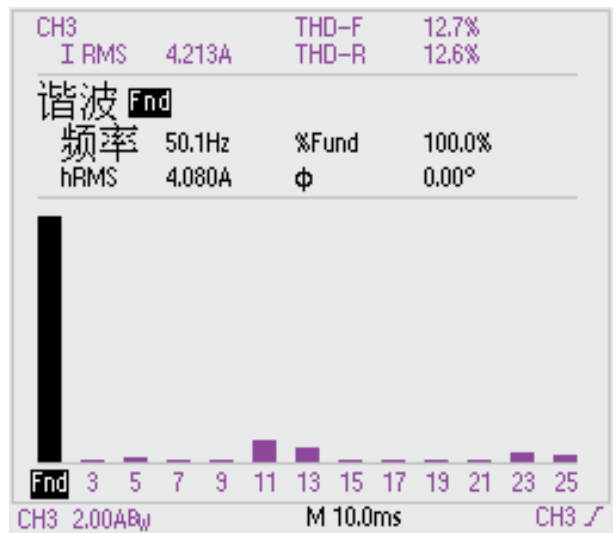 CH3 THD-F 12.7%
I RMS 4.213A THD-R 12.6%
谐波 Fnd
频率 50.1Hz %Fund 100.0%
hRMS 4.080A Φ 0.00°
Fnd 3 5 7 9 11 13 15 17 19 21 23 25
CH3 2.00ABW M 10.0ms CH3